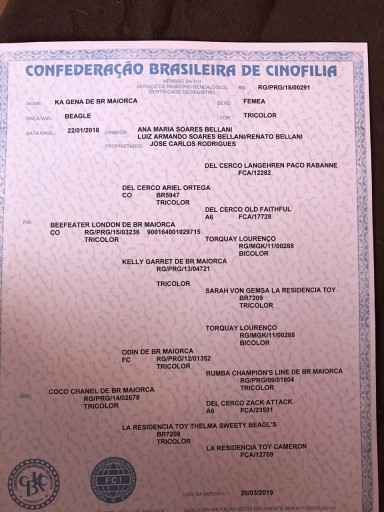 CONFEDERAÇÃO BRASILEIRA DE CINOFILIA
MEMBRO DA FCI
SERVIÇO DE REGISTRO GENEALÓGICO
CERTIFICADO DE REGISTRO
RG: RG/PRG/18/00291
NOME: KA GENA DE BR MAIORCA SEXO: FEMEA
RAÇA/VAR: BEAGLE COR: TRICOLOR
DATA NASC: 22/01/2018 CRIADOR: ANA MARIA SOARES BELLANI
LUIZ ARMANDO SOARES BELLANI/RENATO BELLANI
PROPRIETÁRIO: JOSE CARLOS RODRIGUES
DEL CERCO LANGEHREN PACO RABANNE
FCA/12282
DEL CERCO ARIEL ORTEGA
CO BR5947
TRICOLOR
DEL CERCO OLD FAITHFUL
A6 FCA/17728
PAI: BEEFEATER LONDON DE BR MAIORCA
CO RG/PRG/15/03236 900164001029715
TRICOLOR
TORQUAY LOURENÇO
RG/MGK/11/00288
BICOLOR
KELLY GARRET DE BR MAIORCA
RG/PRG/13/04721
TRICOLOR
SARAH VON GEMSA LA RESIDENCIA TOY
BR7209
TRICOLOR
TORQUAY LOURENÇO
RG/MGK/11/00288
BICOLOR
ODIN DE BR MAIORCA
FC RG/PRG/12/01352
TRICOLOR
RUMBA CHAMPION'S LINE DE BR MAIORCA
RG/PRG/09/01804
TRICOLOR
MÃE: COCO CHANEL DE BR MAIORCA
RG/PRG/14/02678
TRICOLOR
DEL CERCO ZACK ATTACK
A6 FCA/23591
LA RESIDENCIA TOY THELMA SWEETY BEAGL'S
BR7208
TRICOLOR
LA RESIDENCIA TOY CAMERON
FCA/12709
CBKC
FCI
DATA DA EMISSÃO: 20/03/2019